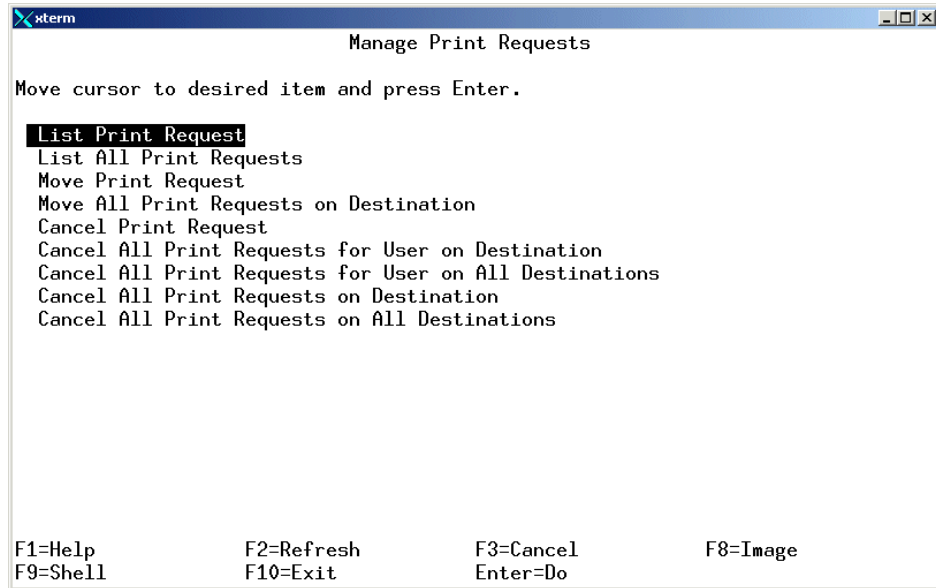 xterm
Manage Print Requests
Move cursor to desired item and press Enter.
List Print Request
List All Print Requests
Move Print Request
Move All Print Requests on Destination
Cancel Print Request
Cancel All Print Requests for User on Destination
Cancel All Print Requests for User on All Destinations
Cancel All Print Requests on Destination
Cancel All Print Requests on All Destinations
F1=Help F2=Refresh F3=Cancel F8=Image
F9=Shell F10=Exit Enter=Do